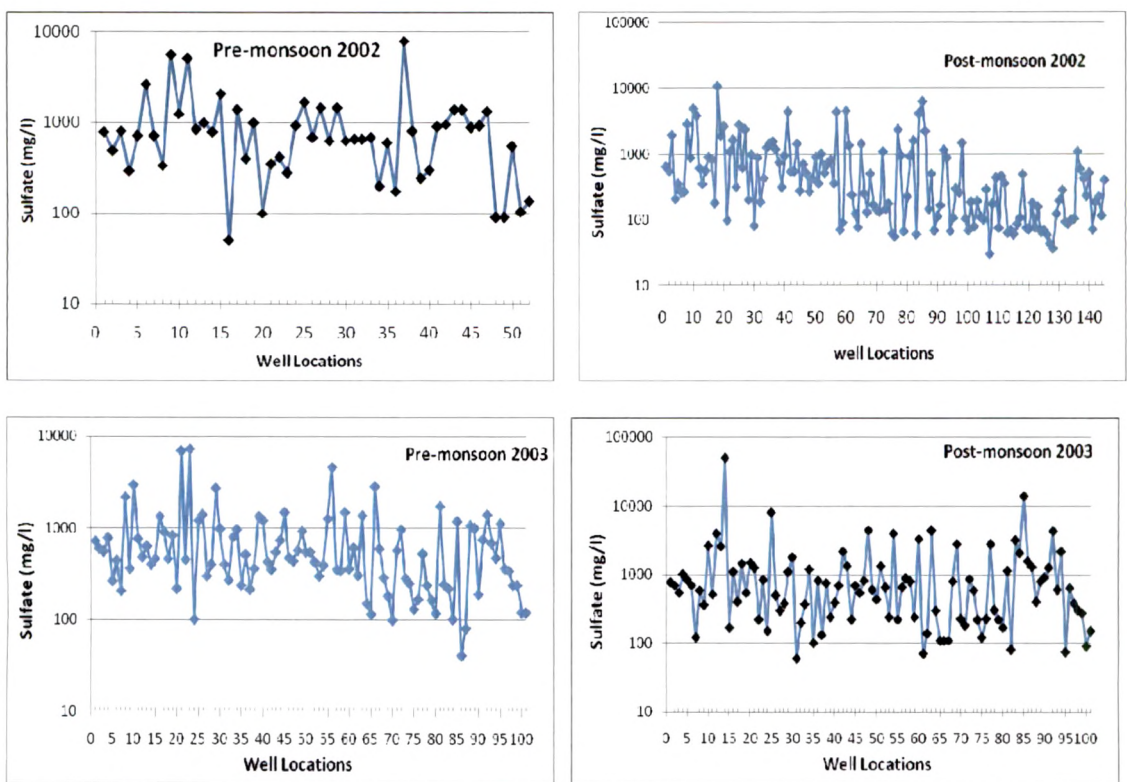 Pre-monsoon 2002
10000
1000
100
10
Sulfate (mg/l)
0 5 10 15 20 25 30 35 40 45 50
Well Locations
Post-monsoon 2002
100000
10000
1000
100
10
Sulfate (mg/l)
0 10 20 30 40 50 60 70 80 90 100 110 120 130 140
well Locations
Pre-monsoon 2003
10000
1000
100
10
Sulfate (mg/l)
0 5 10 15 20 25 30 35 40 45 50 55 60 65 70 75 80 85 90 95 100
Well Locations
Post-monsoon 2003
100000
10000
1000
100
10
Sulfate (mg/l)
0 5 10 15 20 25 30 35 40 45 50 55 60 65 70 75 80 85 90 95 100
Well Locations